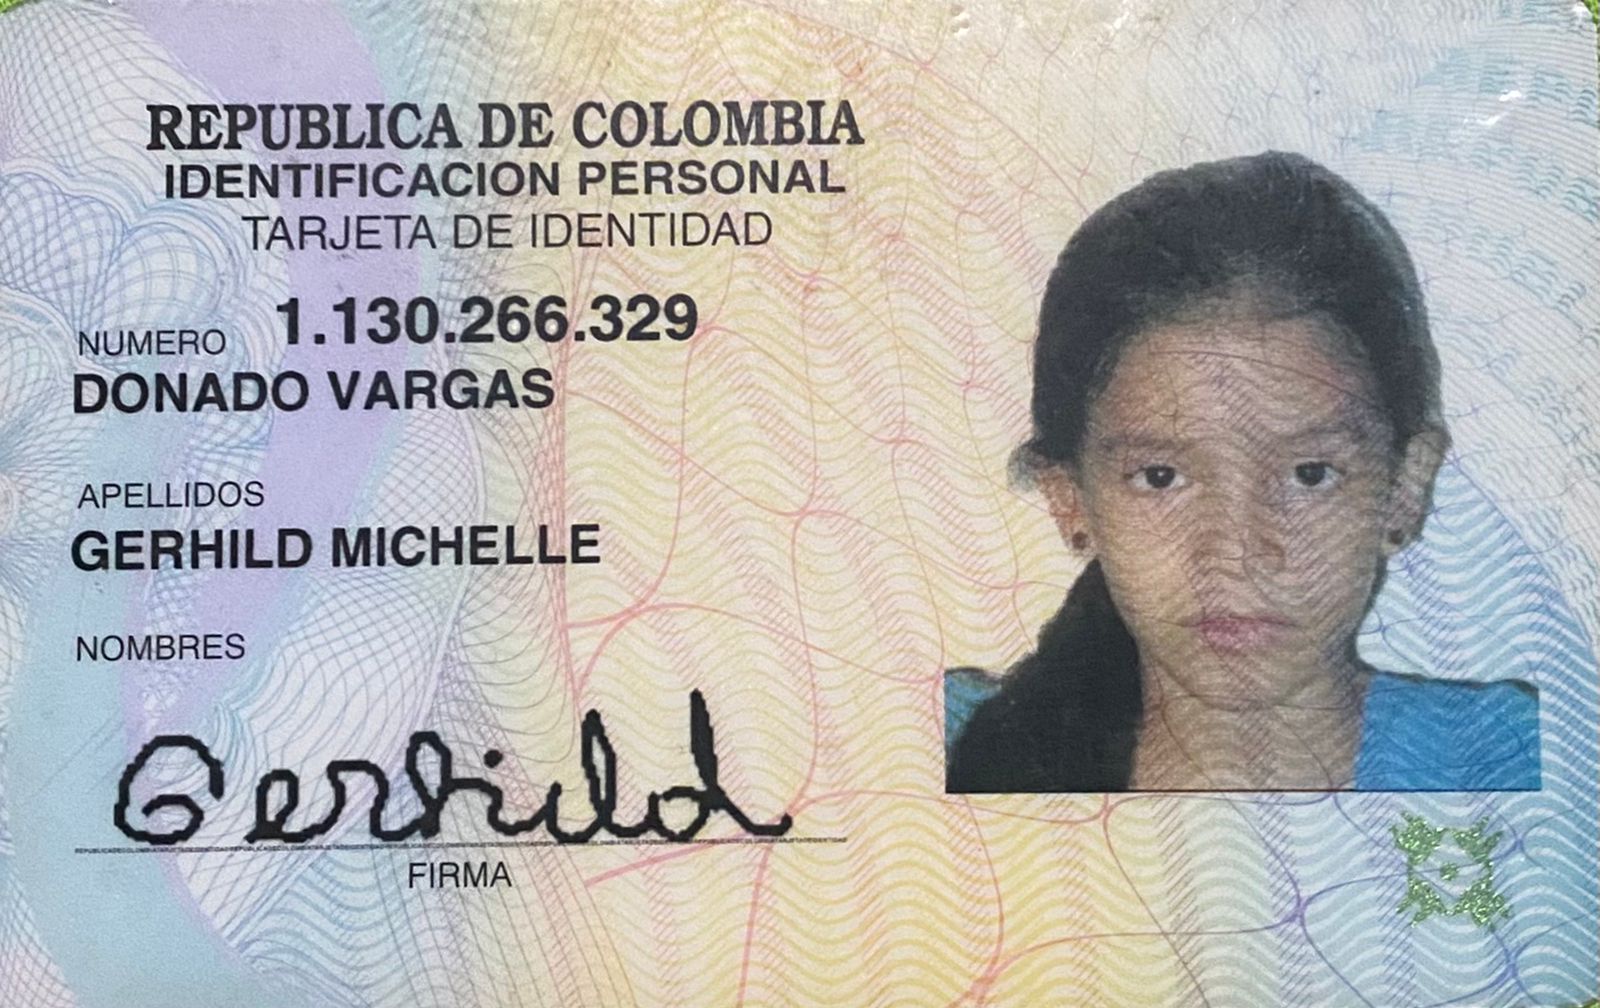 REPUBLICA DE COLOMBIA
IDENTIFICACION PERSONAL
TARJETA DE IDENTIDAD
NUMERO 1.130.266.329
DONADO VARGAS
APELLIDOS
GERHILD MICHELLE
NOMBRES
Gerhild
FIRMA